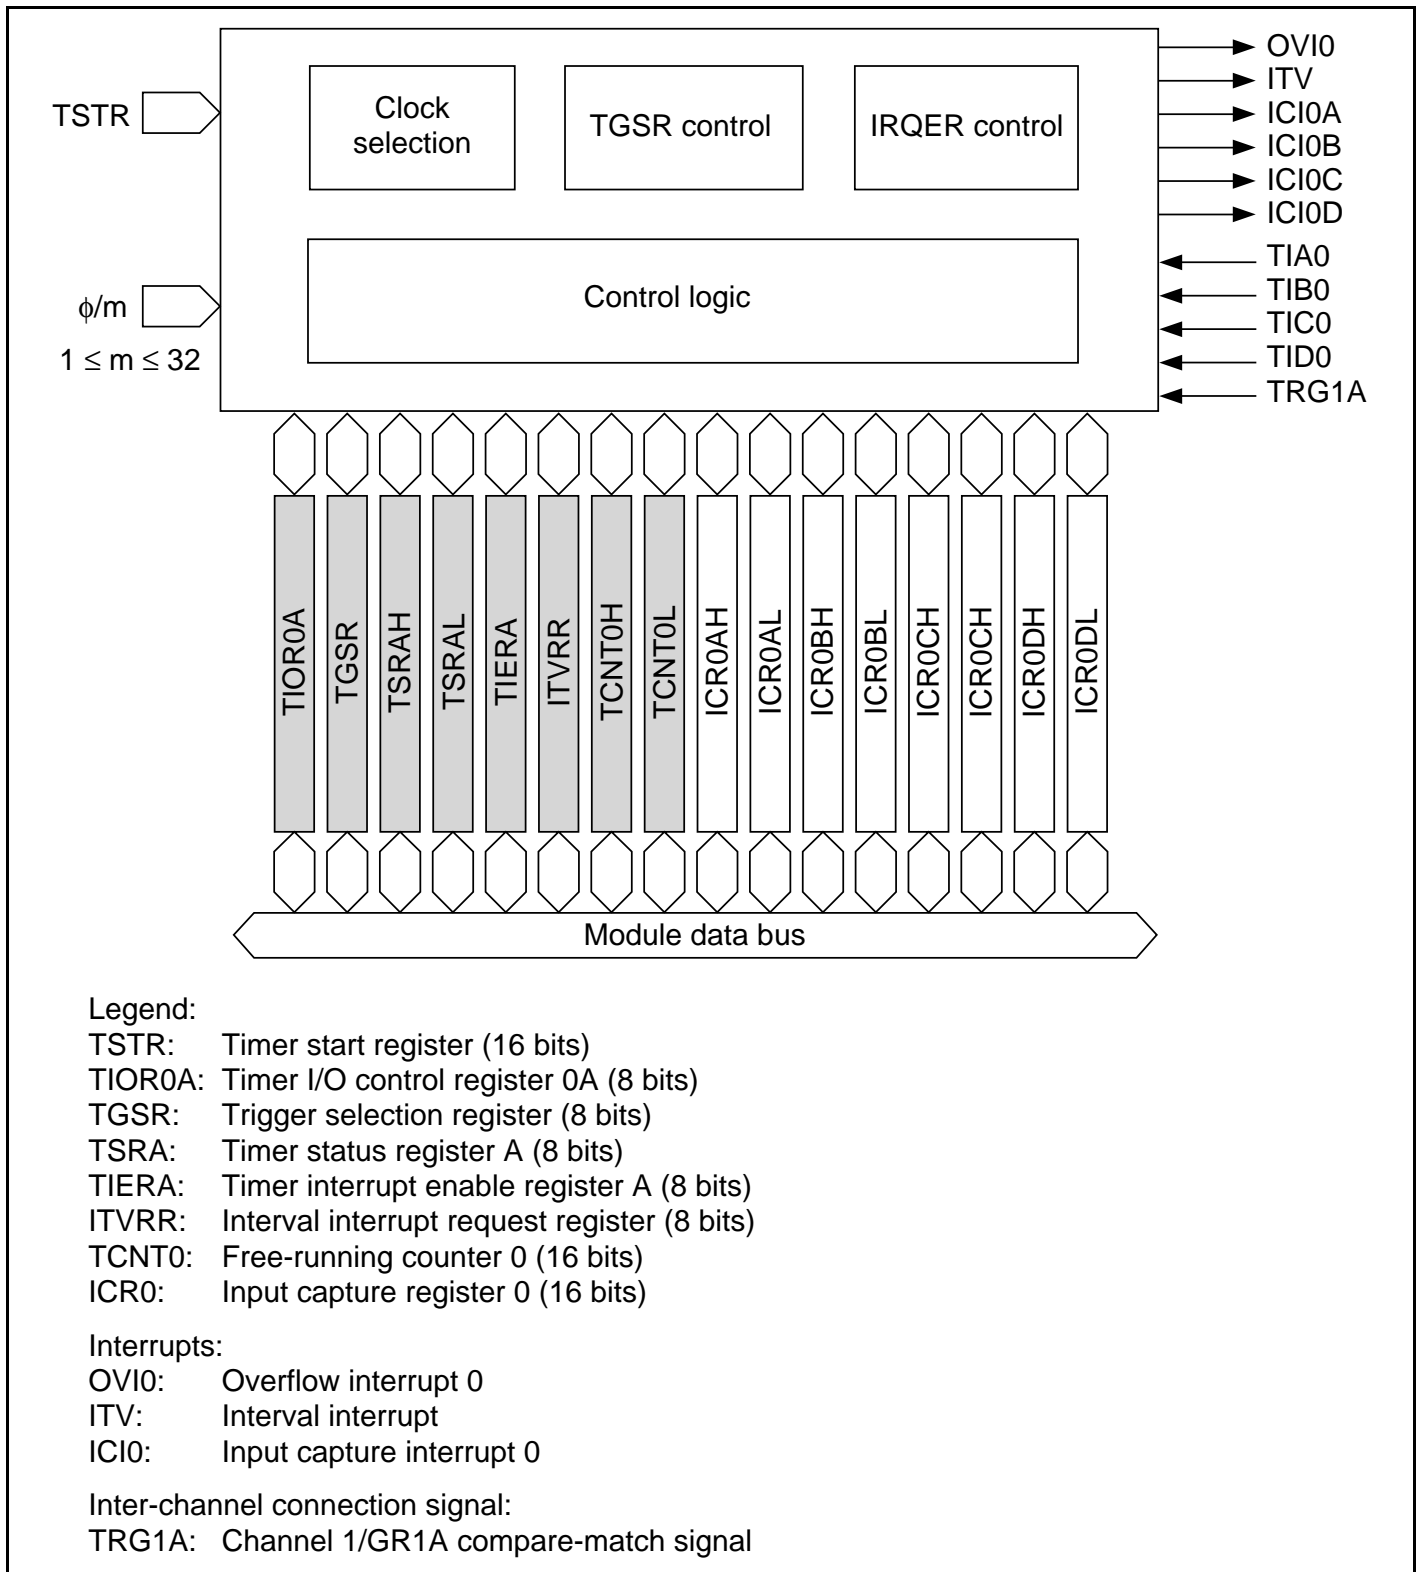 TSTR
Clock
selection
TGSR control
IRQER control
OVI0
ITV
ICI0A
ICI0B
ICI0C
ICI0D
ϕ/m
1 ≤ m ≤ 32
Control logic
TIA0
TIB0
TIC0
TID0
TRG1A
TIOR0A
TGSR
TSRAH
TSRAL
TIERA
ITVRR
TCNT0H
TCNT0L
ICR0AH
ICR0AL
ICR0BH
ICR0BL
ICR0CH
ICR0CH
ICR0DH
ICR0DL
Module data bus
Legend:
TSTR: Timer start register (16 bits)
TIOR0A: Timer I/O control register 0A (8 bits)
TGSR: Trigger selection register (8 bits)
TSRA: Timer status register A (8 bits)
TIERA: Timer interrupt enable register A (8 bits)
ITVRR: Interval interrupt request register (8 bits)
TCNT0: Free-running counter 0 (16 bits)
ICR0: Input capture register 0 (16 bits)
Interrupts:
OVI0: Overflow interrupt 0
ITV: Interval interrupt
ICI0: Input capture interrupt 0
Inter-channel connection signal:
TRG1A: Channel 1/GR1A compare-match signal